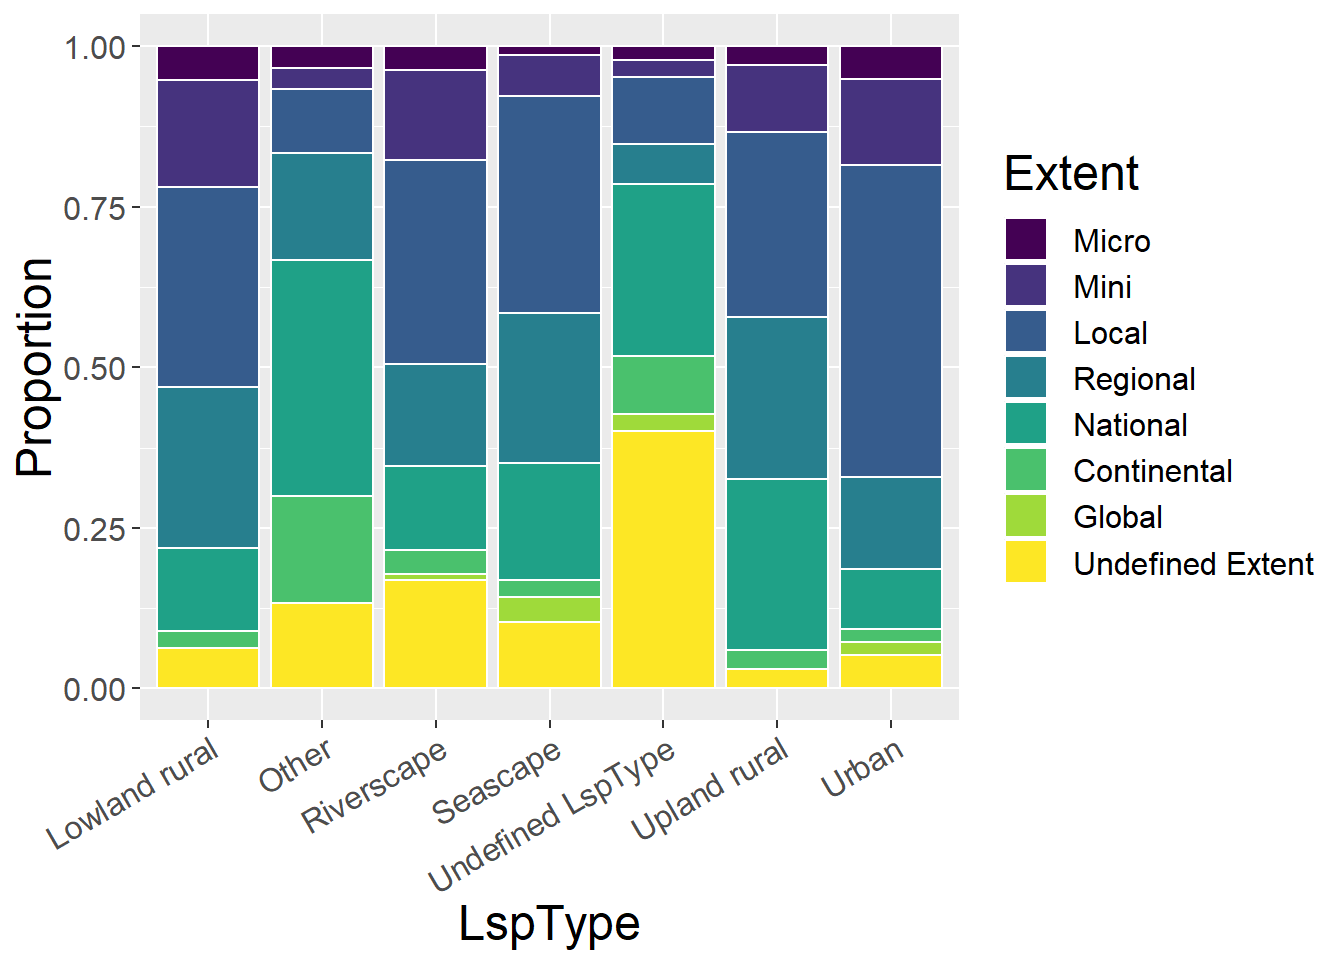 1.00
0.75
0.50
0.25
0.00
Proportion
Lowland rural
Other
Riverscape
Seascape
Undefined LspType
Upland rural
Urban
LspType
Extent
Micro
Mini
Local
Regional
National
Continental
Global
Undefined Extent